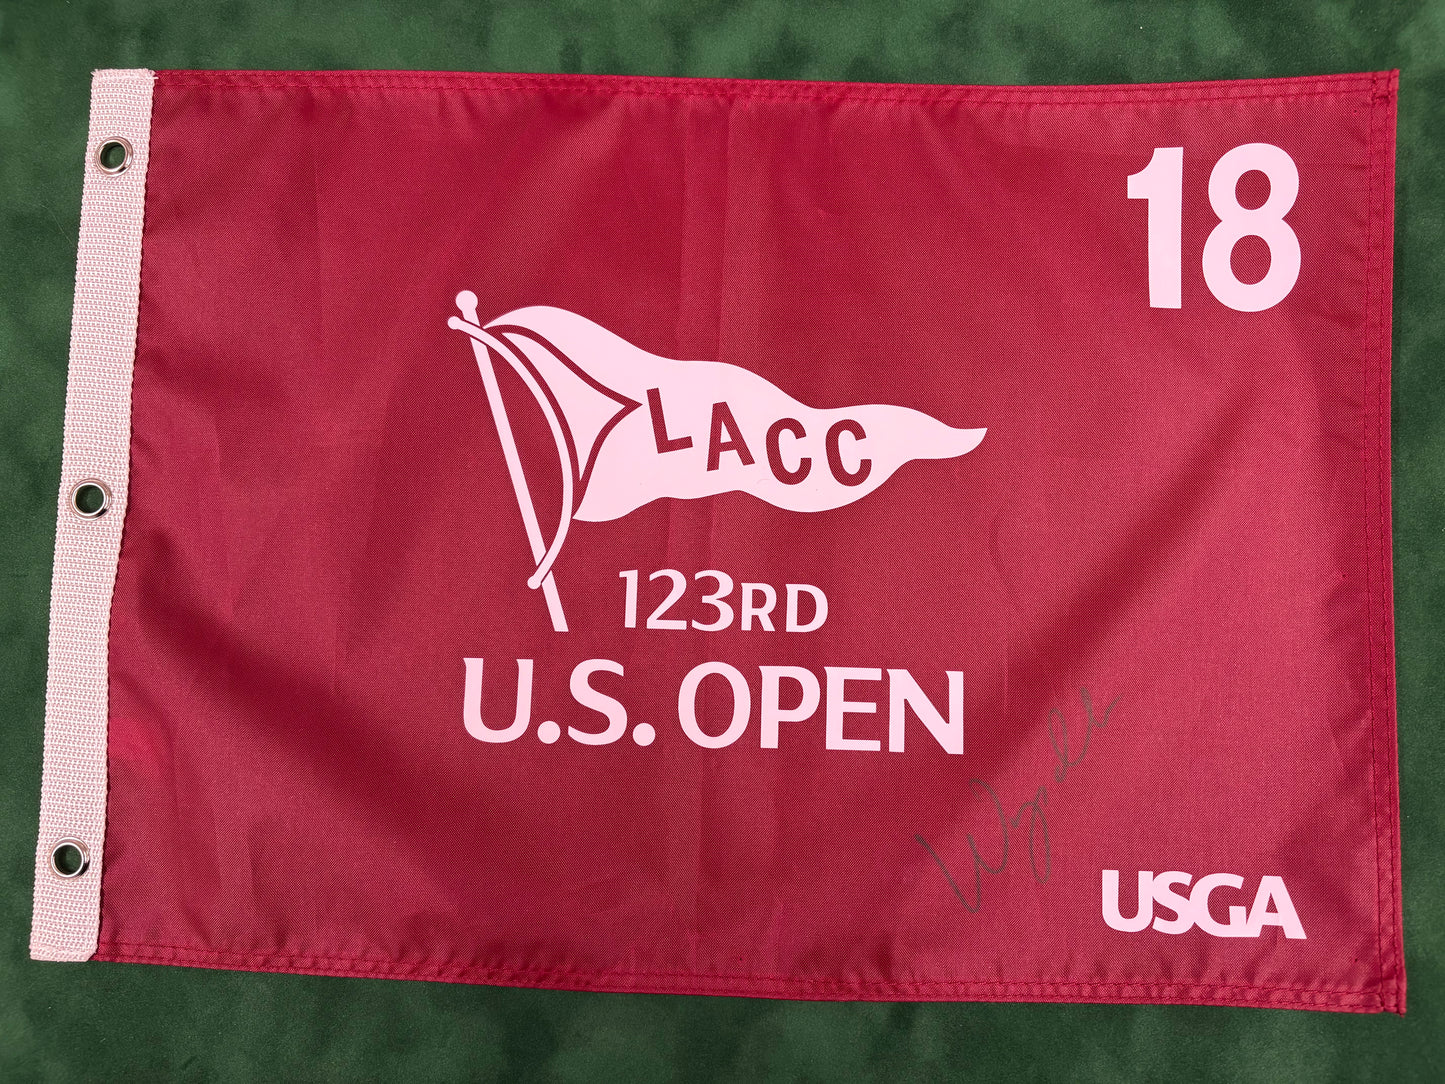 18
LACC
123RD
U.S. OPEN
USGA